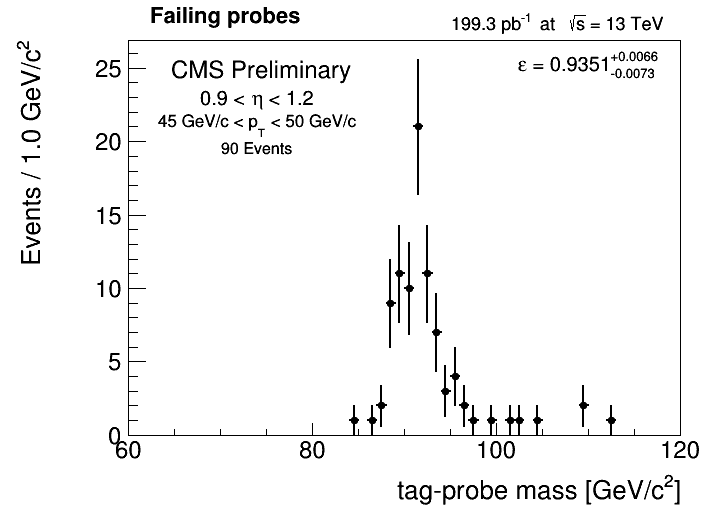 Failing probes
199.3 pb⁻¹ at √s = 13 TeV
CMS Preliminary
ε = 0.9351 +0.0066 -0.0073
0.9 < η < 1.2
45 GeV/c < p_T < 50 GeV/c
90 Events
Events / 1.0 GeV/c²
25
20
15
10
5
0
60 80 100 120
tag-probe mass [GeV/c²]